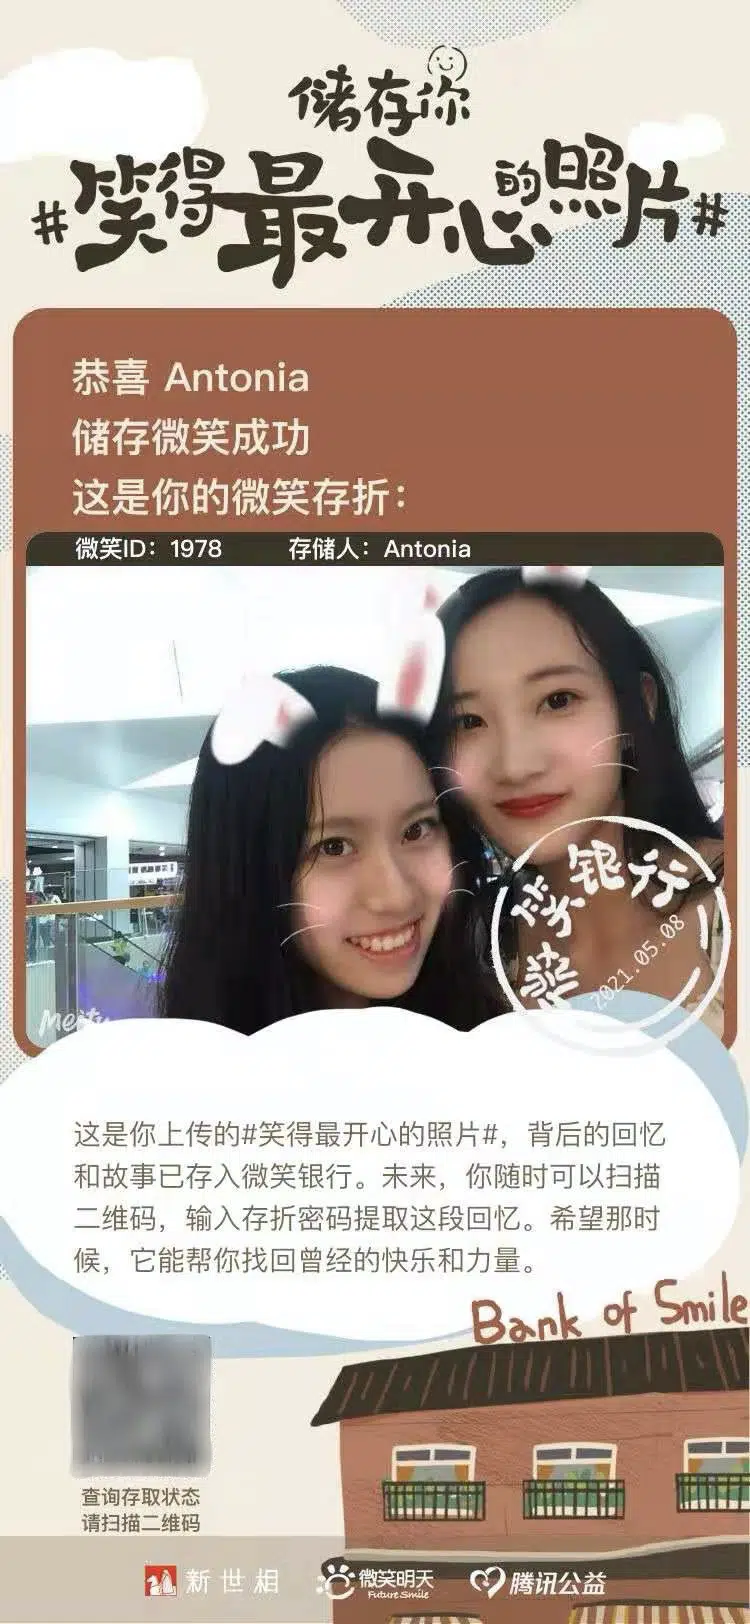 储存你
#笑得最开心的照片#
恭喜 Antonia
储存微笑成功
这是你的微笑存折：
微笑ID：1978 存储人：Antonia
微笑银行
2021.05.08
Meitu
这是你上传的#笑得最开心的照片#，背后的回忆
和故事已存入微笑银行。未来，你随时可以扫描
二维码，输入存折密码提取这段回忆。希望那时
候，它能帮你找回曾经的快乐和力量。
Bank of Smile
查询存取状态
请扫描二维码
新世相 微笑明天 腾讯公益
Future Smile